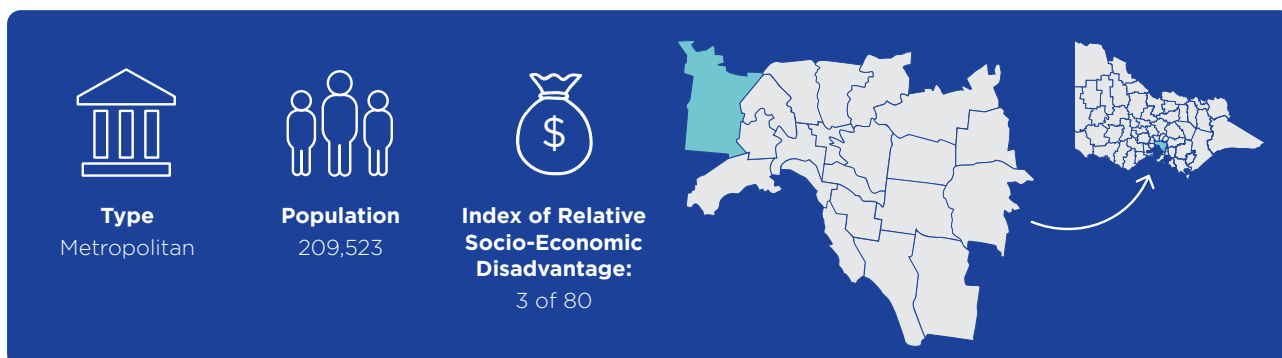 $
Type
Metropolitan
Population
209,523
Index of Relative
Socio-Economic
Disadvantage:
3 of 80